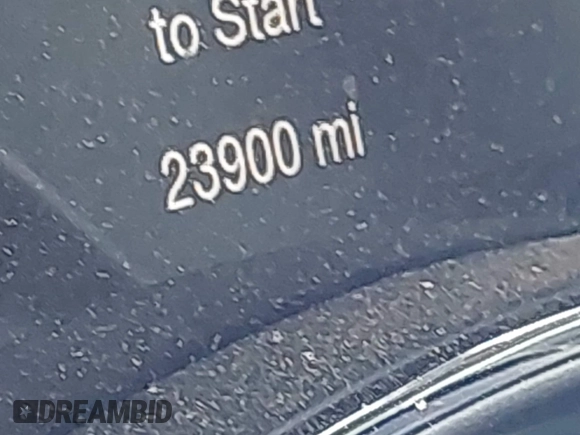 to Start
23900 mi
DREAMBID